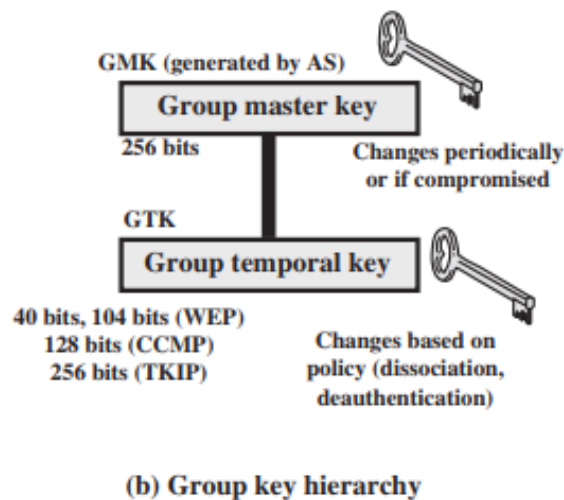 GMK (generated by AS)
Group master key
256 bits
Changes periodically
or if compromised
GTK
Group temporal key
40 bits, 104 bits (WEP)
128 bits (CCMP)
256 bits (TKIP)
Changes based on
policy (dissociation,
deauthentication)
(b) Group key hierarchy